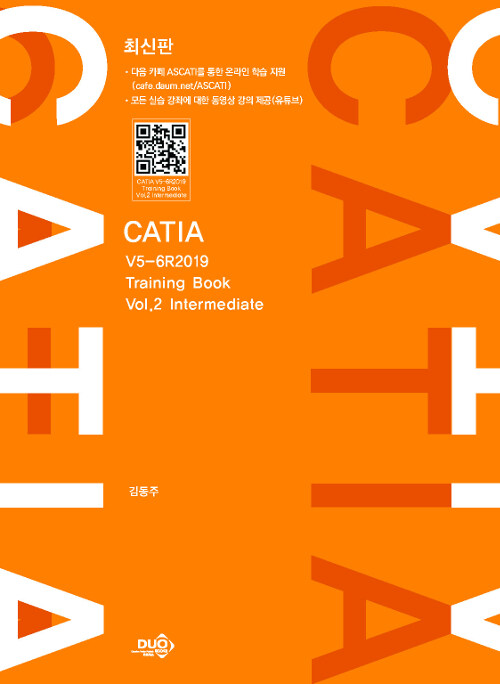 최신판
• 다음 카페 ASCATI를 통한 온라인 학습 지원
(cafe.daum.net/ASCATI)
• 모든 실습 강좌에 대한 동영상 강의 제공(유튜브)
CATIA V5-6R2019
Training Book
Vol.2 Intermediate
CATIA
V5-6R2019
Training Book
Vol.2 Intermediate
김동주
DUO
CATIA
CATIA
CATIA